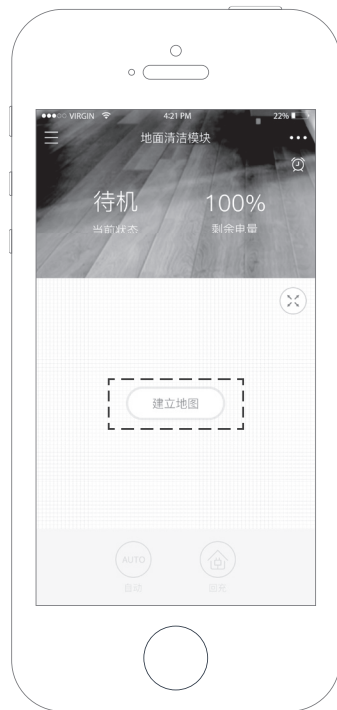 VIRGIN 4:21 PM 22%
地面清洁模块
待机 100%
当前状态 剩余电量
建立地图
AUTO
自动 回充